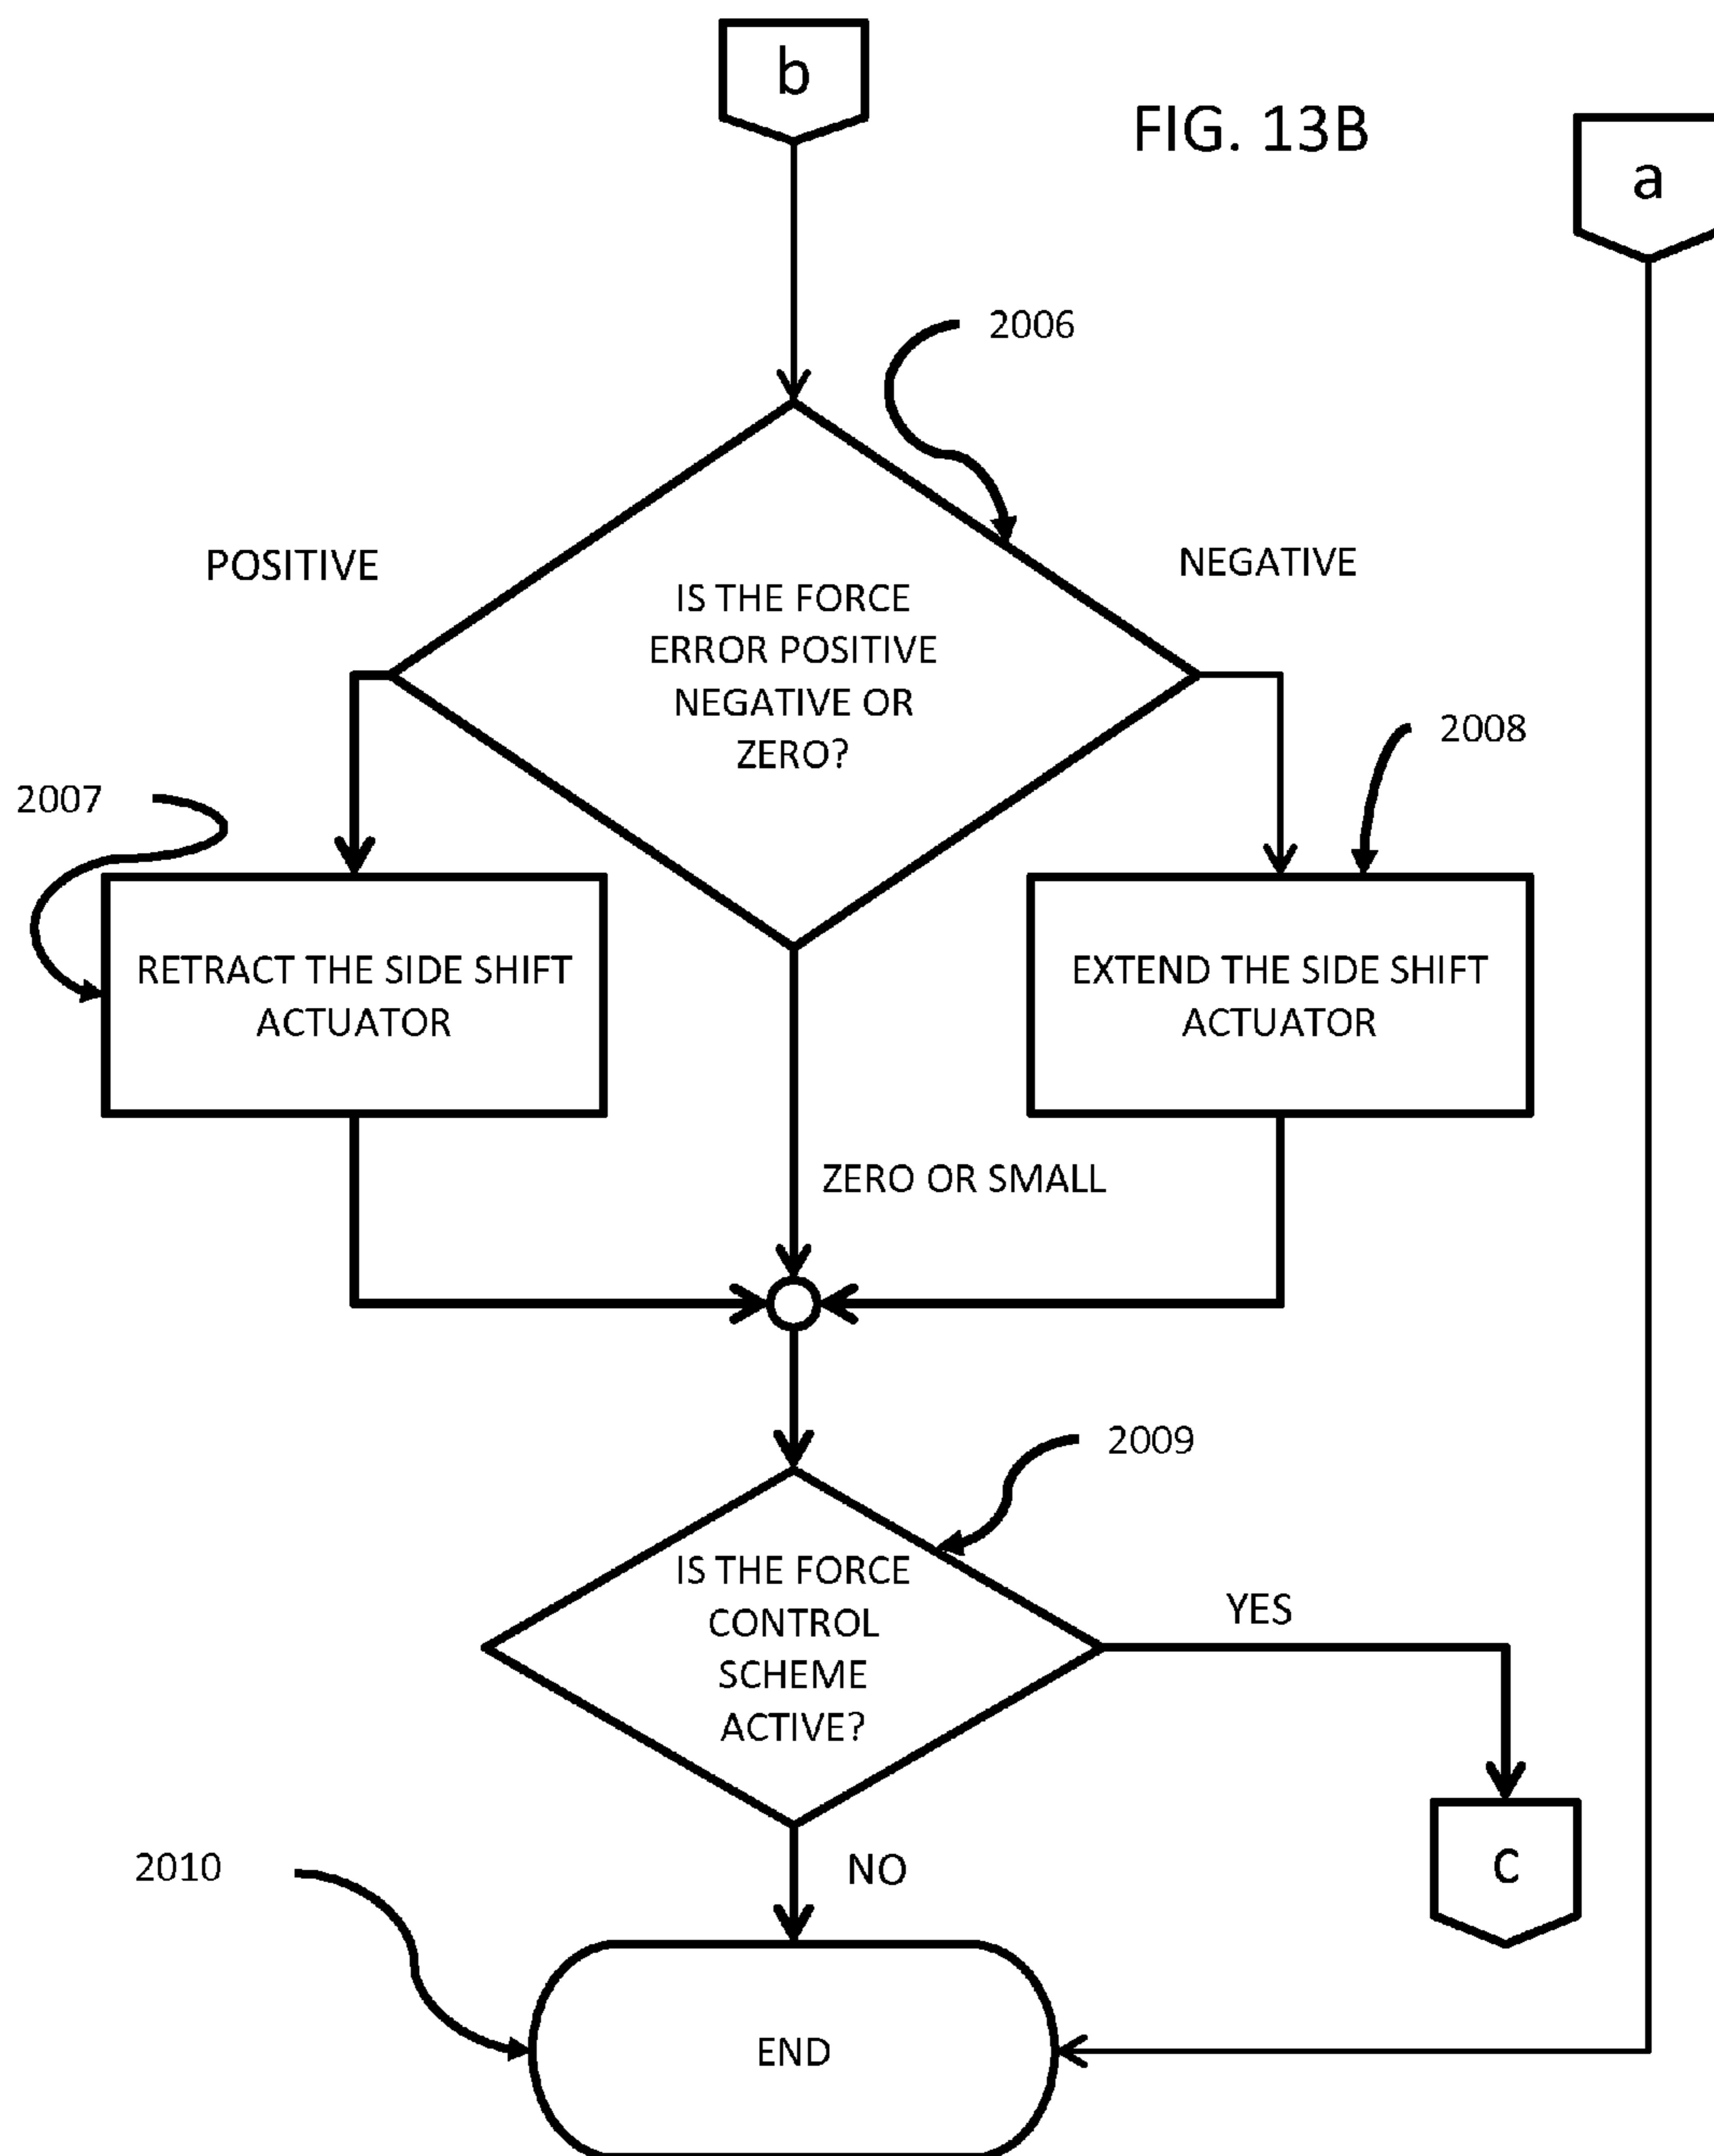 b
FIG. 13B
a
2006
POSITIVE
NEGATIVE
IS THE FORCE
ERROR POSITIVE
NEGATIVE OR
ZERO?
2008
2007
RETRACT THE SIDE SHIFT
ACTUATOR
EXTEND THE SIDE SHIFT
ACTUATOR
ZERO OR SMALL
2009
IS THE FORCE
CONTROL
SCHEME
ACTIVE?
YES
2010
NO
c
END